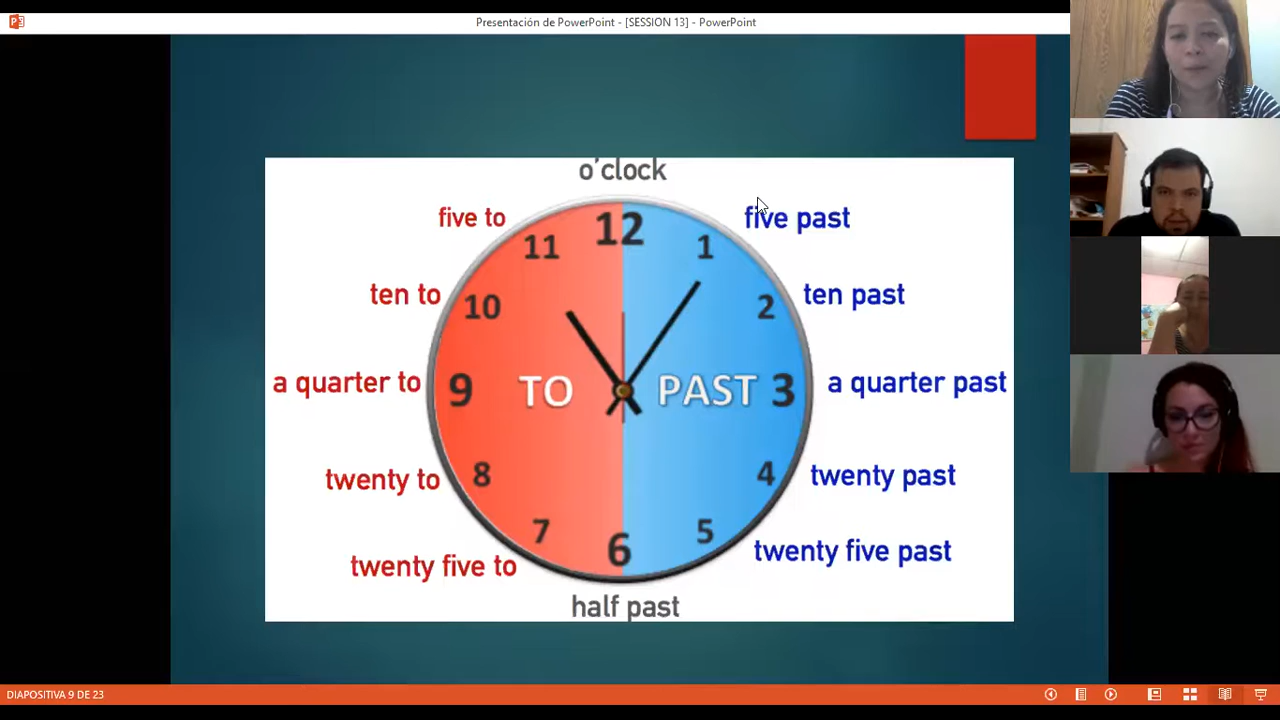 Presentación de PowerPoint - [SESSION 13] - PowerPoint
o'clock
five to
five past
11
12
1
ten to
ten past
10
2
a quarter to
9
TO
PAST
3
a quarter past
twenty to
8
4
twenty past
7
6
5
twenty five to
twenty five past
half past
DIAPOSITIVA 9 DE 23